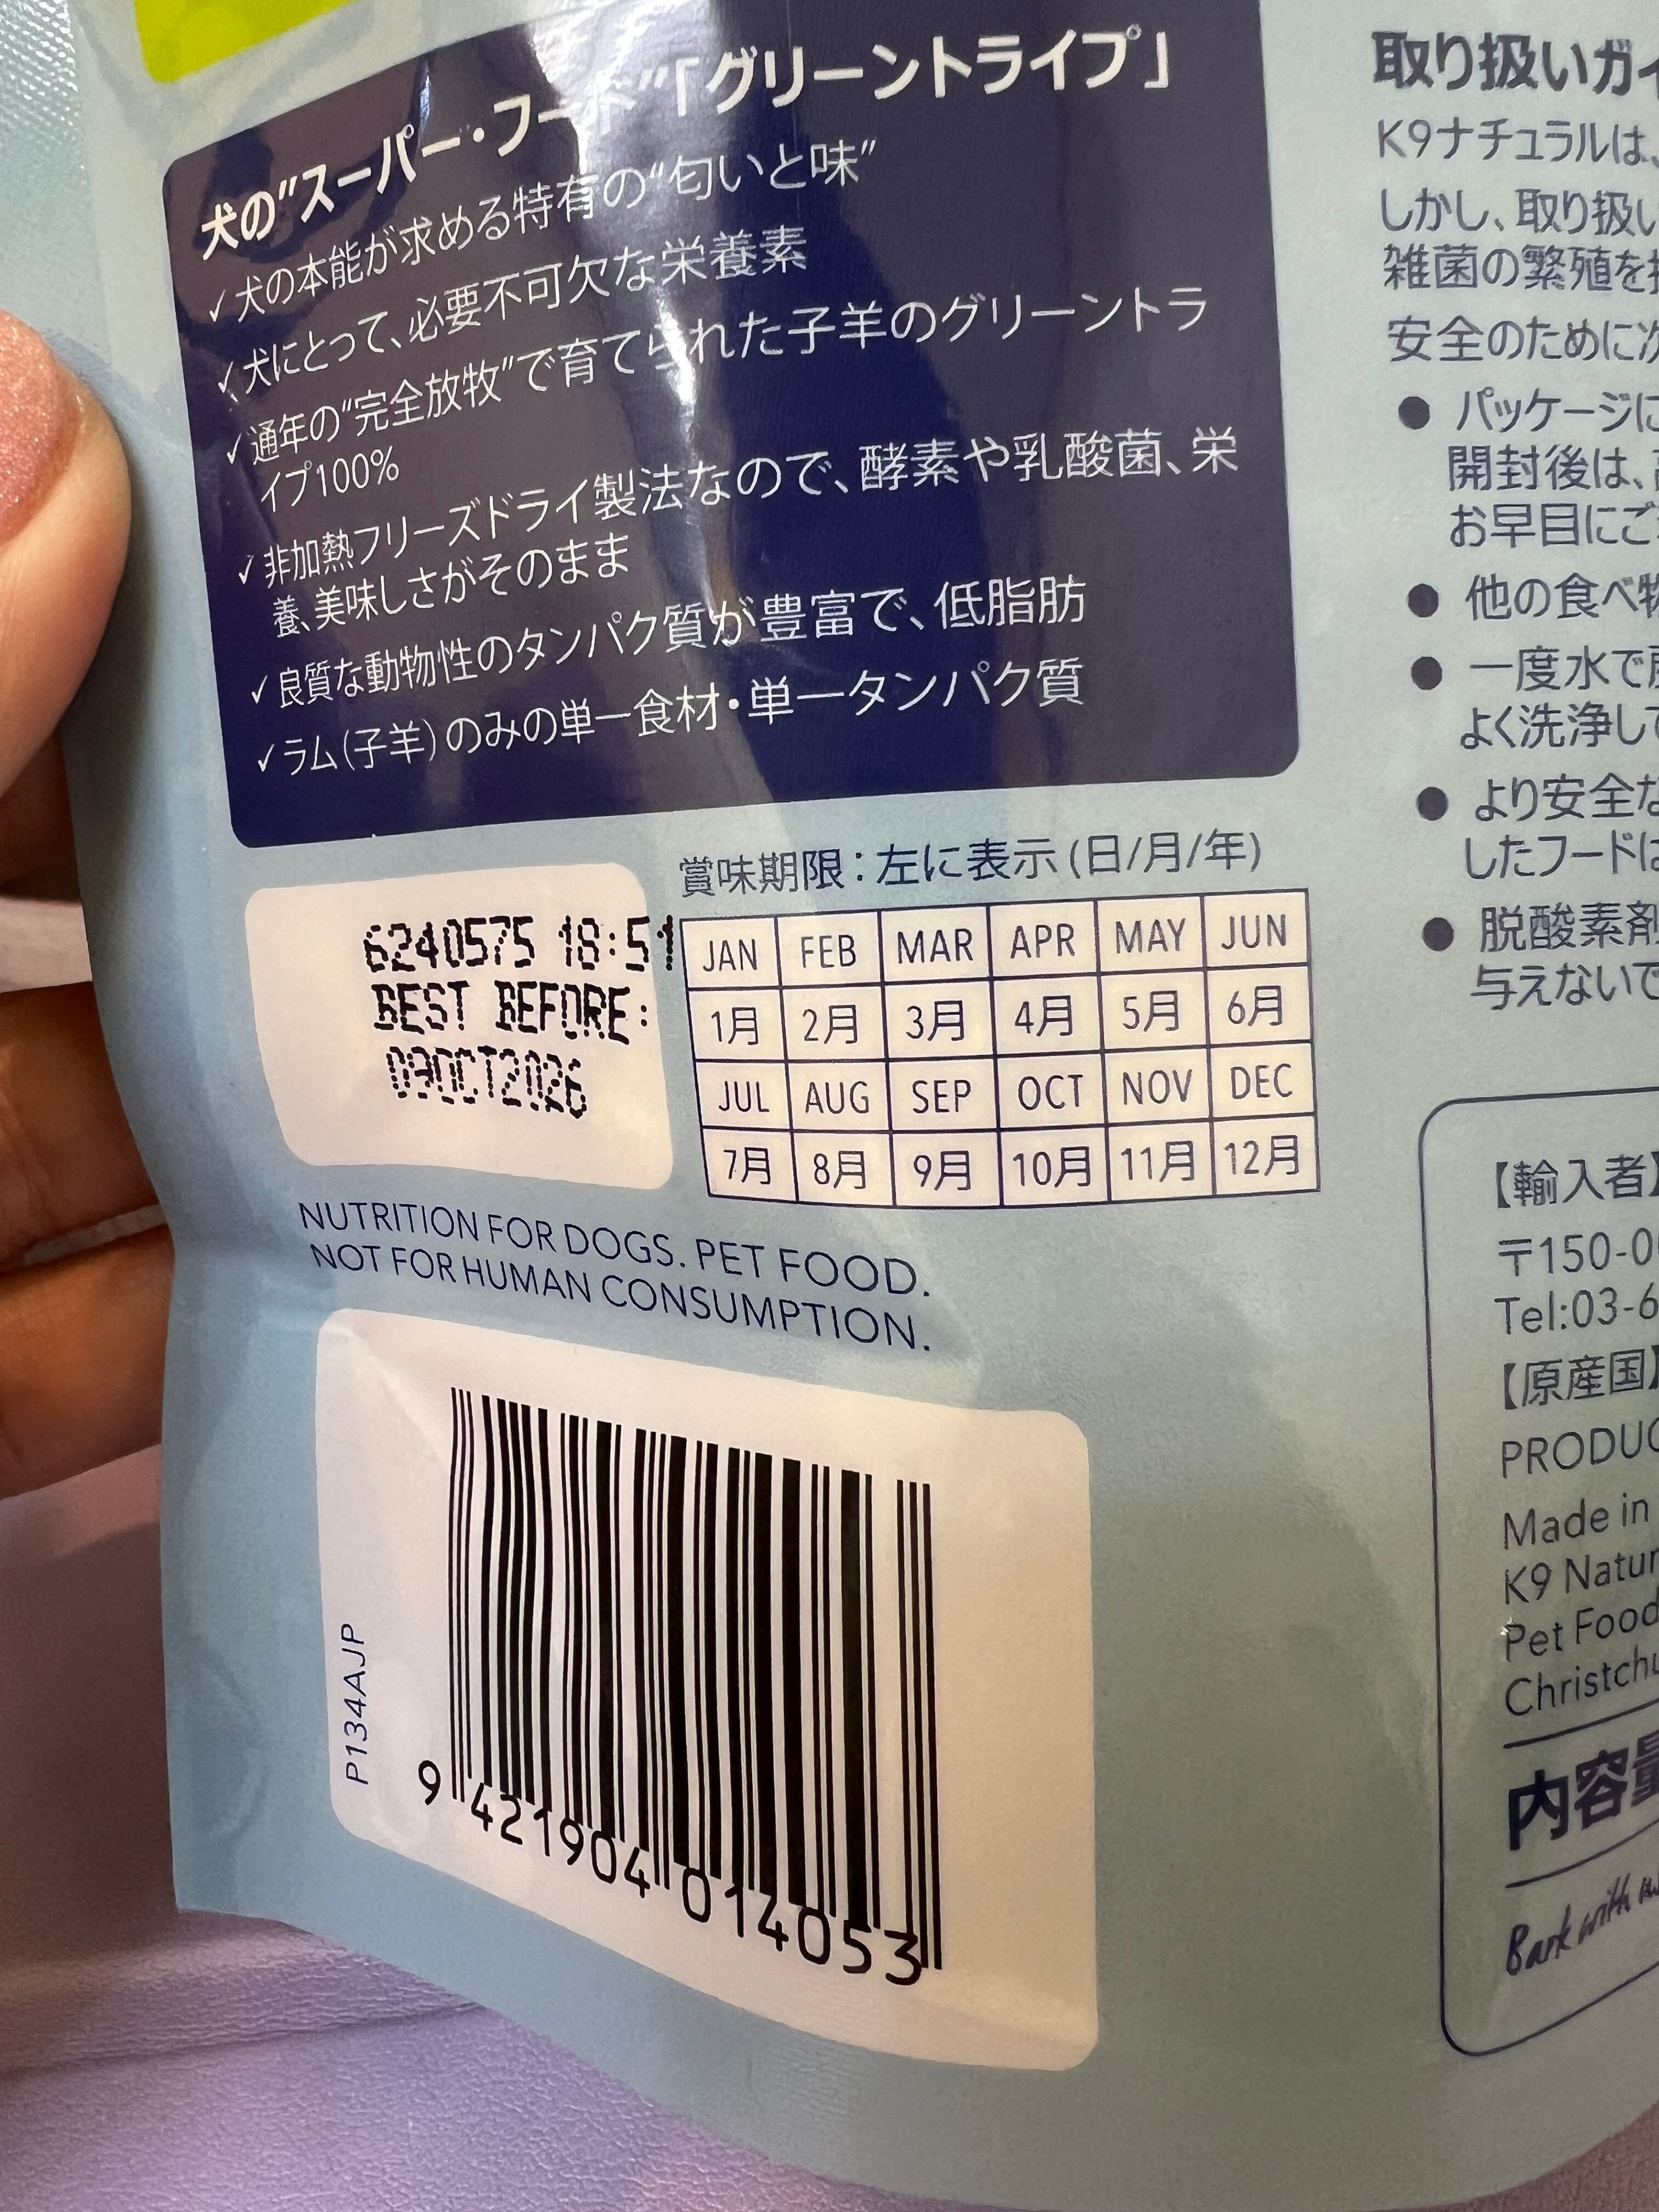 犬の"スーパー・フード"「グリーントライプ」
✓犬の本能が求める特有の"匂いと味"
✓犬にとって、必要不可欠な栄養素
✓通年の"完全放牧"で育てられた子羊のグリーントラ
イプ100%
✓非加熱フリーズドライ製法なので、酵素や乳酸菌、栄
養、美味しさがそのまま
✓良質な動物性のタンパク質が豊富で、低脂肪
✓ラム(子羊)のみの単一食材・単一タンパク質
賞味期限:左に表示(日/月/年)
6240575 18:51
BEST BEFORE:
09OCT2026
JAN FEB MAR APR MAY JUN
1月 2月 3月 4月 5月 6月
JUL AUG SEP OCT NOV DEC
7月 8月 9月 10月 11月 12月
NUTRITION FOR DOGS. PET FOOD.
NOT FOR HUMAN CONSUMPTION.
P134AJP
9 421904 014053
取り扱いガイ
K9ナチュラルは、
しかし、取り扱い
雑菌の繁殖を
安全のために次
● パッケージに
開封後は、
お早目にご
● 他の食べ物
● 一度水で
よく洗浄して
● より安全な
したフードは
● 脱酸素剤
与えないで
【輸入者】
〒150-00
Tel:03-6
【原産国】
PRODUC
Made in
K9 Natur
Pet Food
Christchu
内容量
Bark with